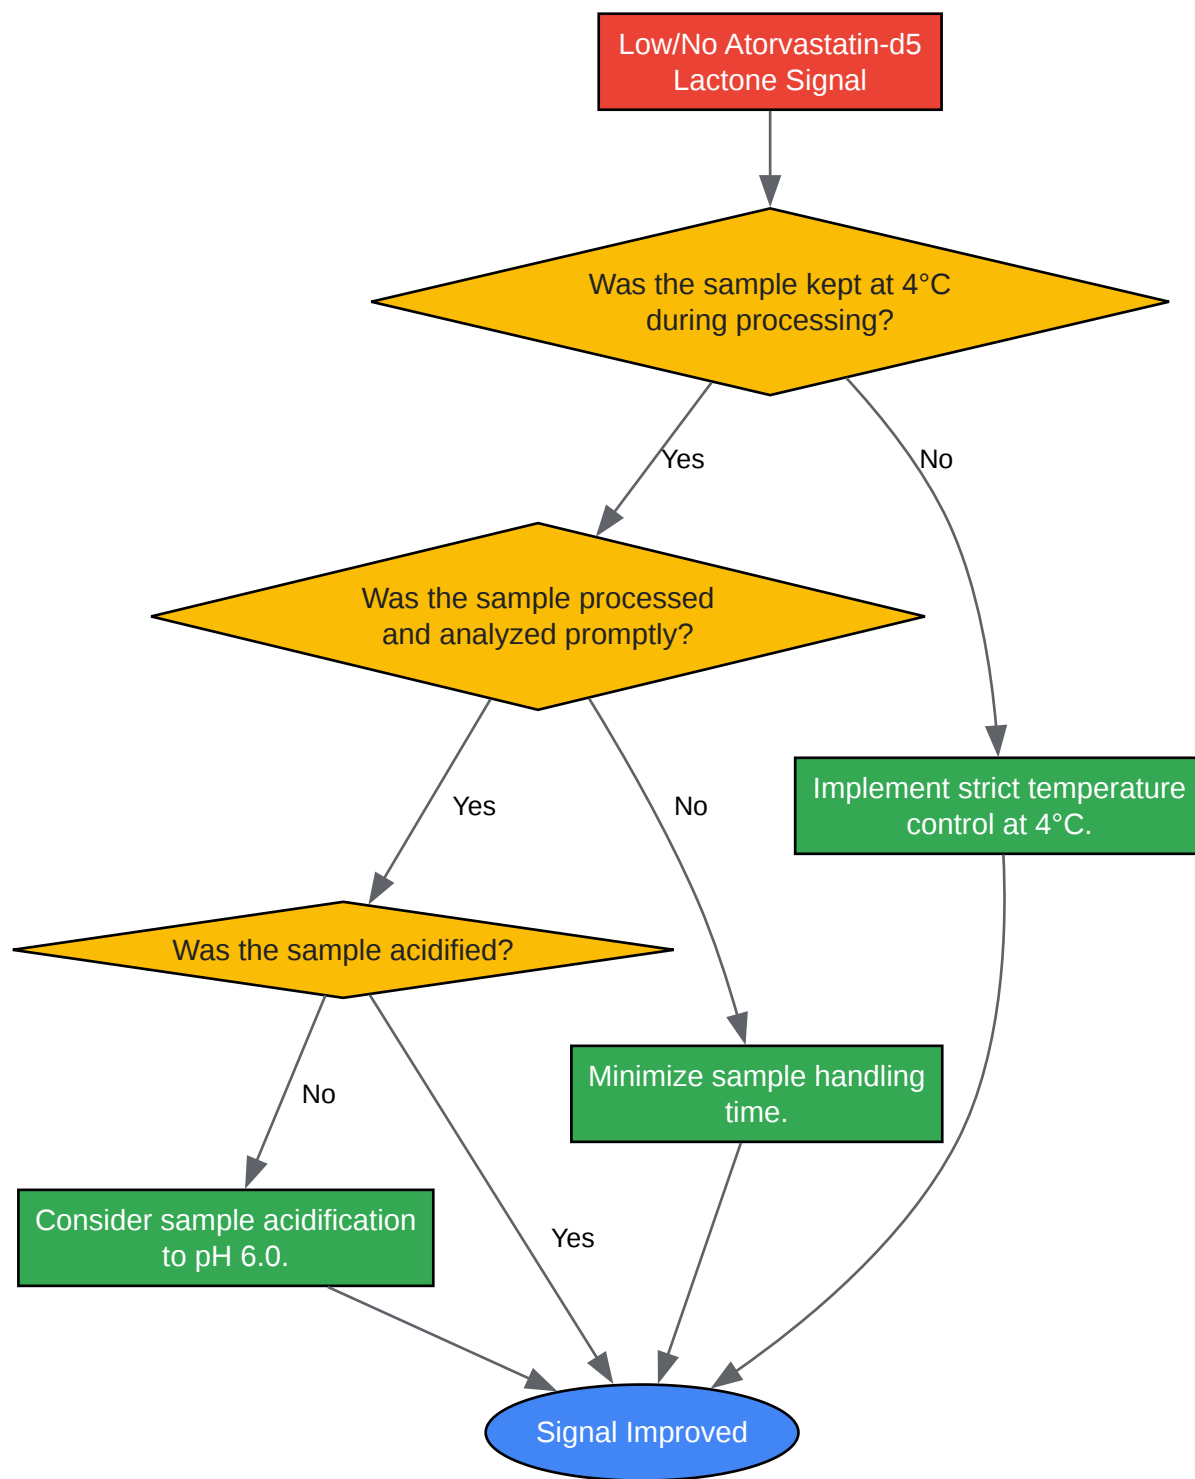 Low/No Atorvastatin-d5
Lactone Signal
Was the sample kept at 4°C
during processing?
Yes
No
Was the sample processed
and analyzed promptly?
Implement strict temperature
control at 4°C.
Yes
No
Was the sample acidified?
Minimize sample handling
time.
No
Consider sample acidification
to pH 6.0.
Yes
Signal Improved